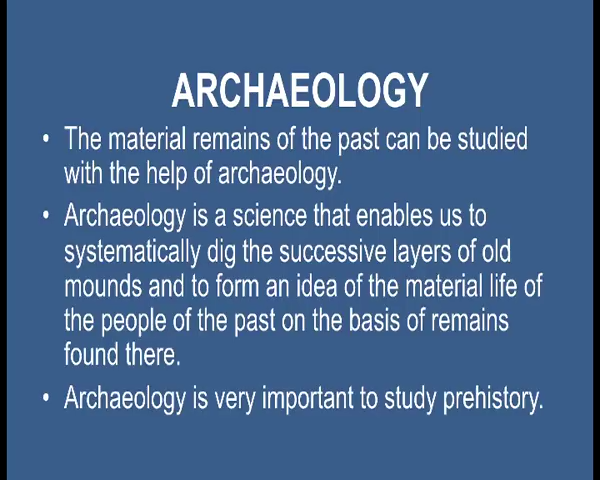 ARCHAEOLOGY
• The material remains of the past can be studied
with the help of archaeology.
• Archaeology is a science that enables us to
systematically dig the successive layers of old
mounds and to form an idea of the material life of
the people of the past on the basis of remains
found there.
• Archaeology is very important to study prehistory.